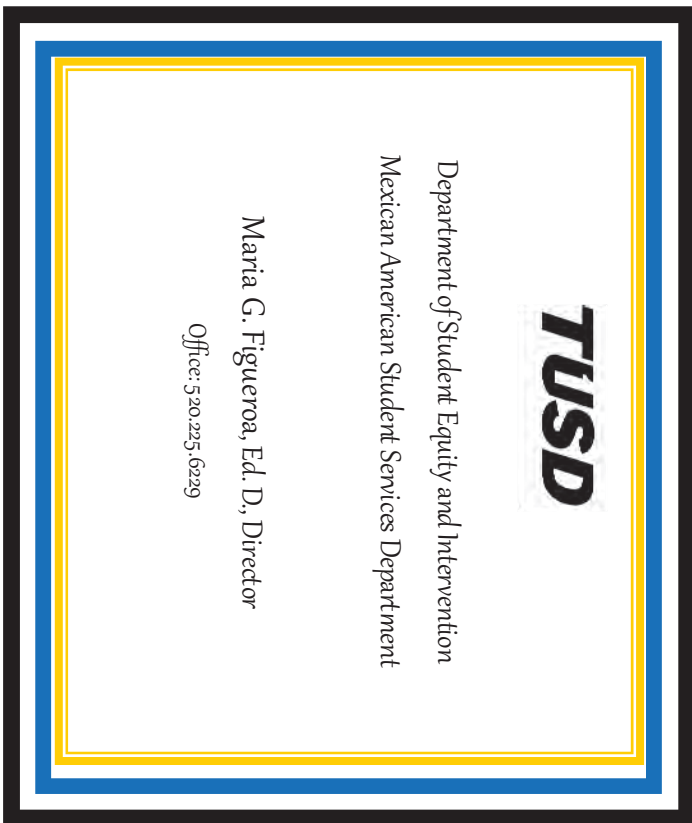 TUSD
Department of Student Equity and Intervention
Mexican American Student Services Department
Maria G. Figueroa, Ed. D., Director
Office: 520.225.6229